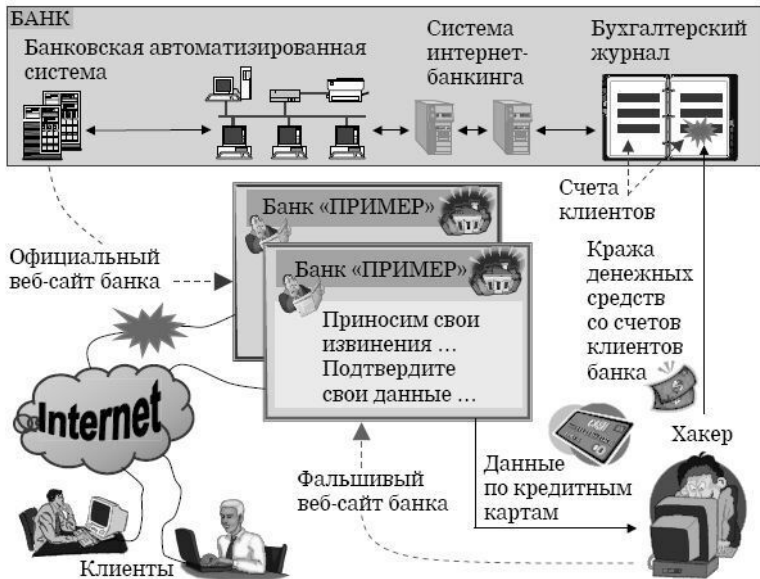 БАНК
Банковская автоматизированная
система
Система
интернет-
банкинга
Бухгалтерский
журнал
Счета
клиентов
Банк «ПРИМЕР»
Официальный
веб-сайт банка
Банк «ПРИМЕР»
Приносим свои
извинения ...
Подтвердите
свои данные ...
Кража
денежных
средств
со счетов
клиентов
банка
Internet
Хакер
Фальшивый
веб-сайт банка
Данные
по кредитным
картам
Клиенты